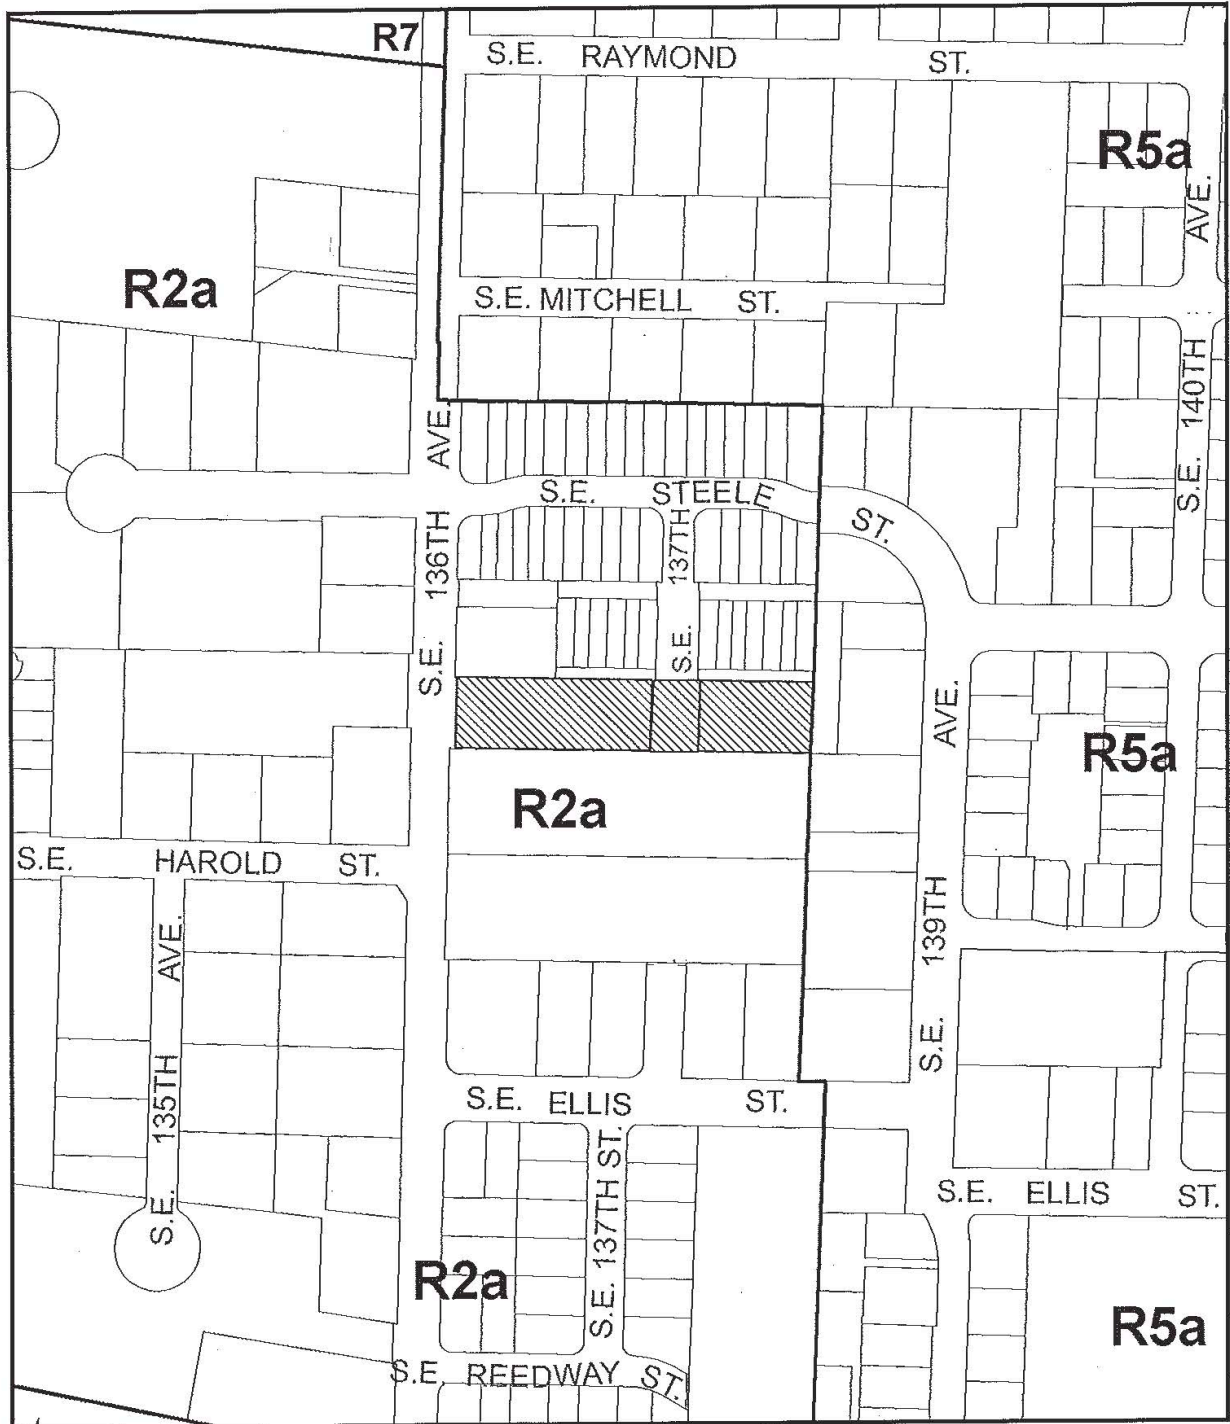 R7
S.E. RAYMOND ST.
R5a
AVE.
R2a
S.E. MITCHELL ST.
S.E. 140TH
AVE.
S.E. STEELE ST.
S.E. 136TH
S.E. 137TH
AVE.
R5a
R2a
S.E. HAROLD ST.
S.E. 139TH
S.E. 135TH AVE.
S.E. ELLIS ST.
S.E. 137TH ST.
S.E. ELLIS ST.
R2a
R5a
S.E. REEDWAY ST.